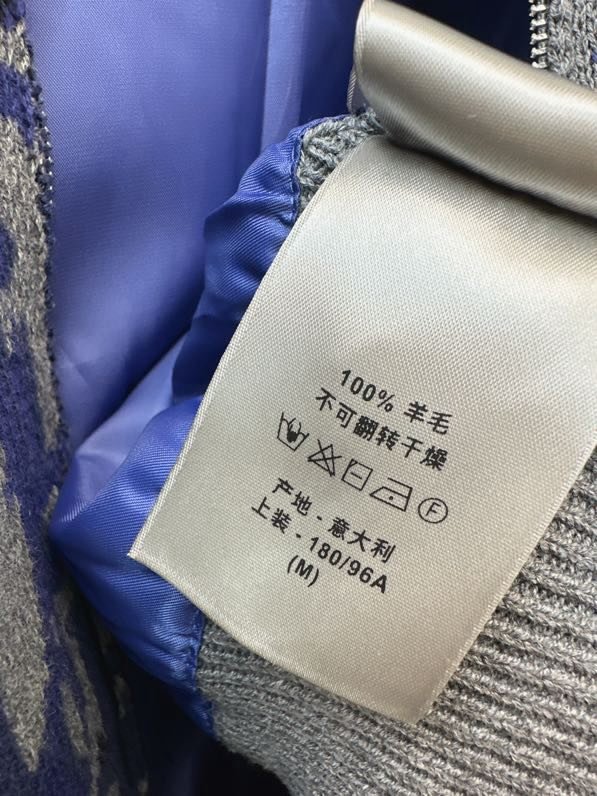 100% 羊毛
不可翻转干燥
F
产地 - 意大利
上装 - 180/96A
(M)